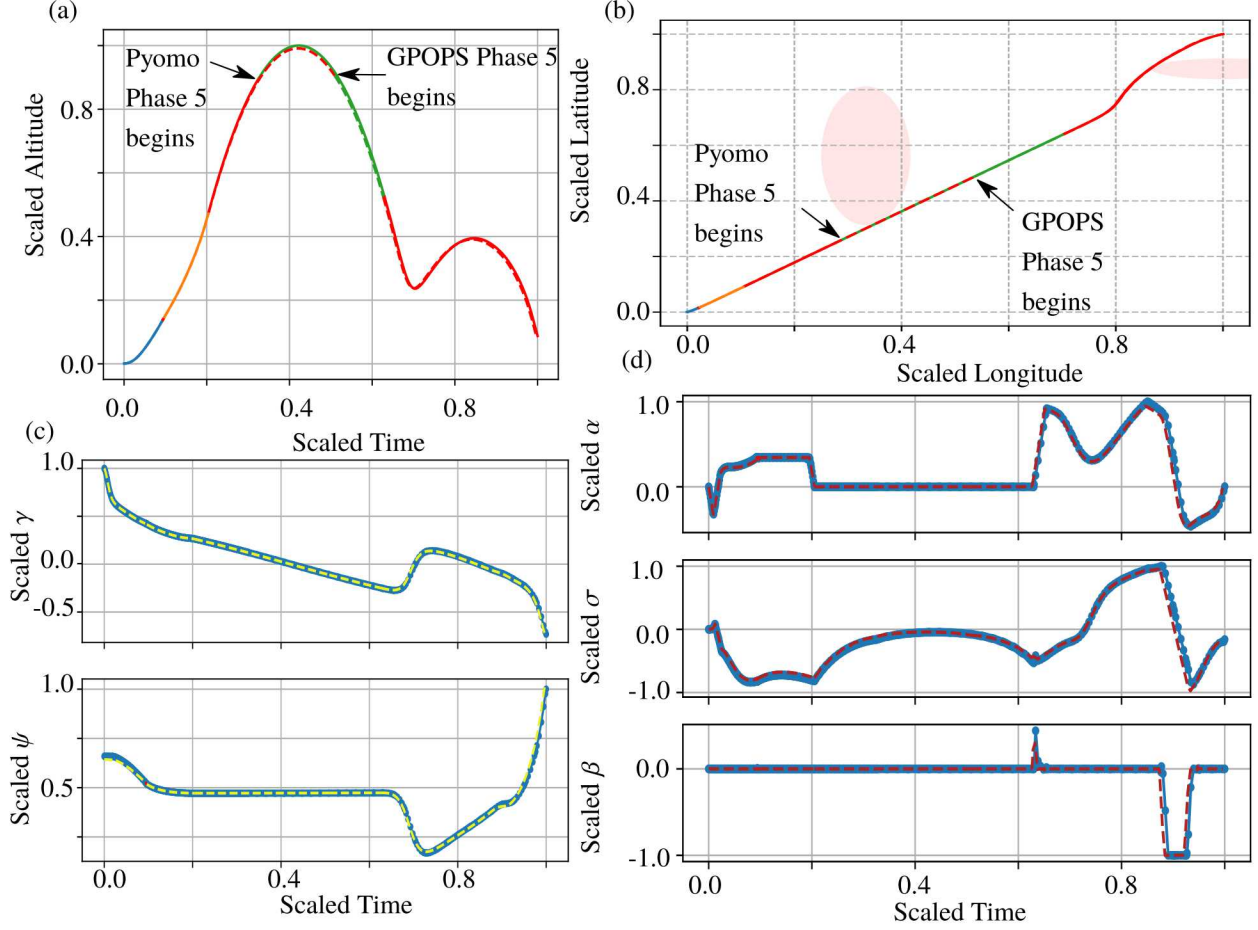 (a)
Scaled Altitude
0.8
0.4
0.0
Pyomo
Phase 5
begins
GPOPS Phase 5
begins
0.0
0.4
0.8
Scaled Time
(b)
Scaled Latitude
0.8
0.4
0.0
Pyomo
Phase 5
begins
GPOPS
Phase 5
begins
0.0
0.4
0.8
Scaled Longitude
(c)
Scaled γ
1.0
0.0
-0.5
Scaled ψ
1.0
0.5
0.0
0.4
0.8
Scaled Time
(d)
Scaled α
1.0
0.0
Scaled σ
1.0
0.0
-1.0
Scaled β
0.0
-1.0
0.0
0.4
0.8
Scaled Time